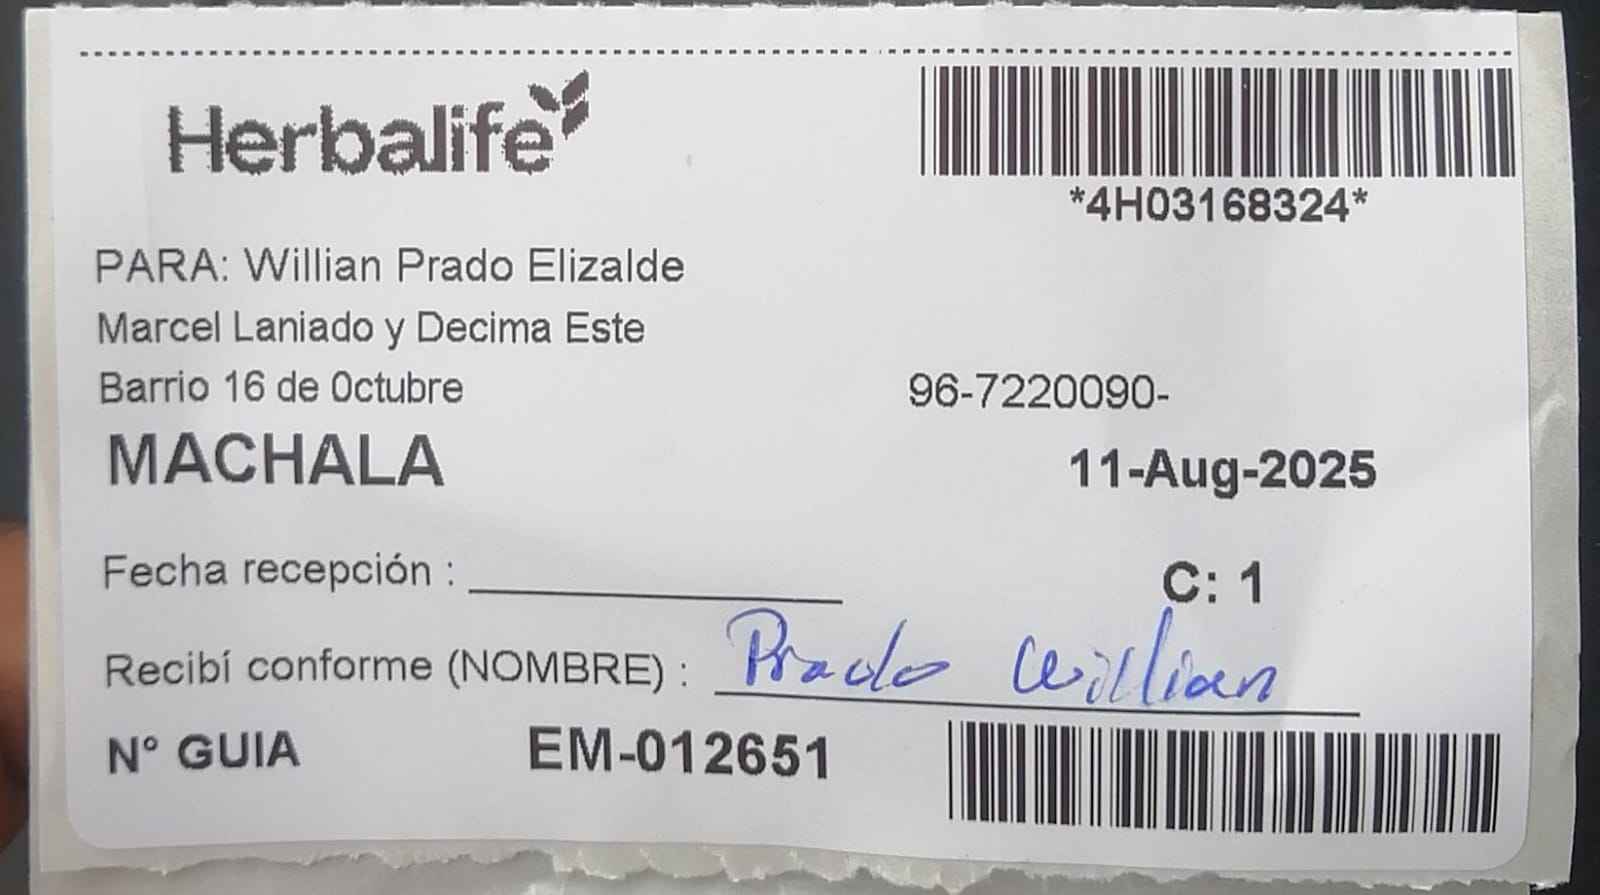 Herbalife
*4H03168324*
PARA: Willian Prado Elizalde
Marcel Laniado y Decima Este
Barrio 16 de 0ctubre
96-7220090-
MACHALA
11-Aug-2025
Fecha recepción :
C: 1
Recibí conforme (NOMBRE) : Prado Willian
N° GUIA EM-012651